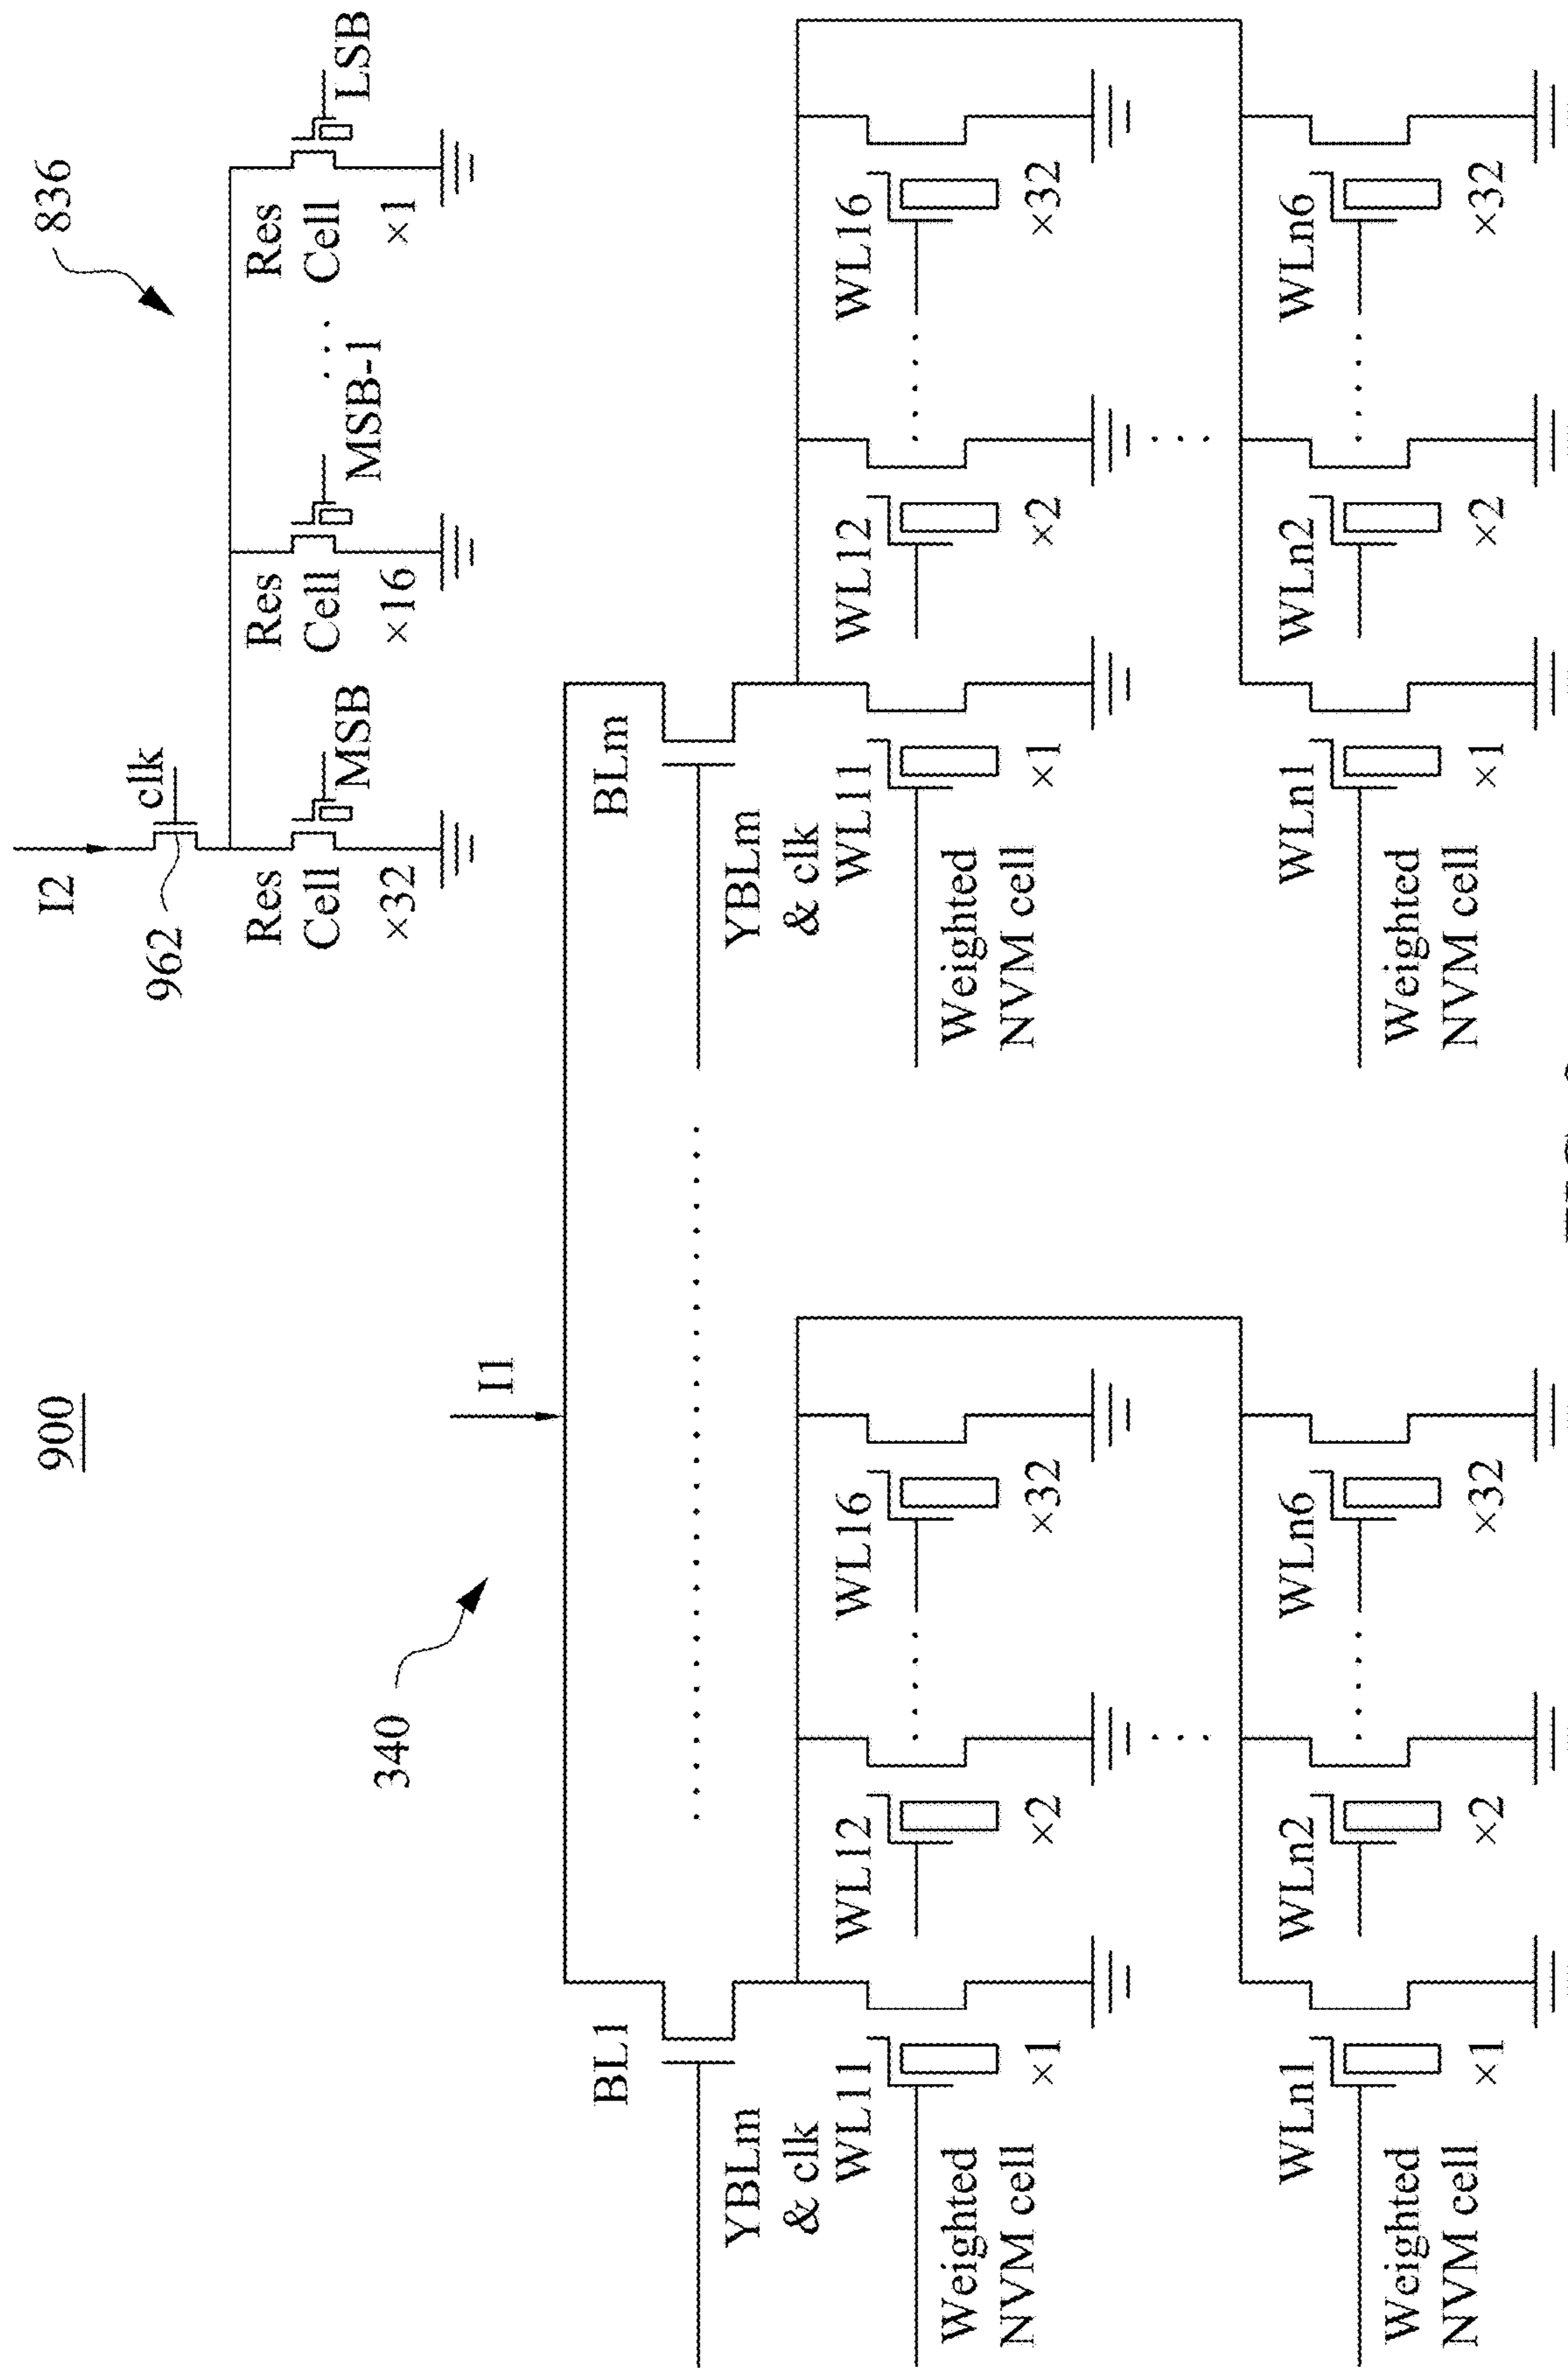 900
I2
clk
962
836
Res
Cell
×32
MSB
Res
Cell
×16
MSB-1
Res
Cell
×1
LSB
340
I1
BL1
YBLm
& clk
WL11
Weighted
NVM cell
×1
WL12
×2
WL16
×32
WLn1
Weighted
NVM cell
×1
WLn2
×2
WLn6
×32
BLm
YBLm
& clk
WL11
Weighted
NVM cell
×1
WL12
×2
WL16
×32
WLn1
Weighted
NVM cell
×1
WLn2
×2
WLn6
×32